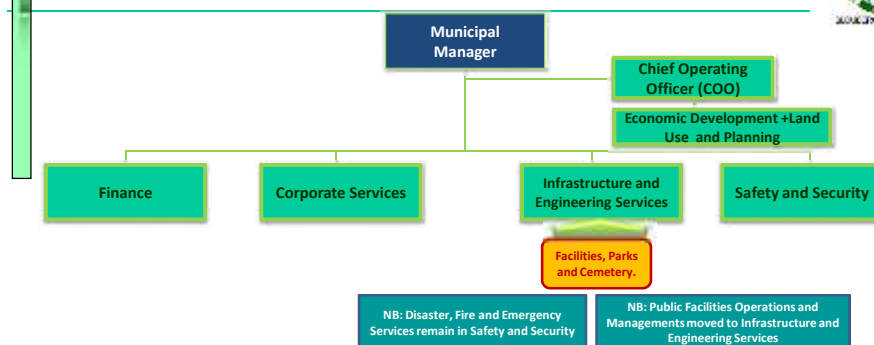 Municipal
Manager
Chief Operating
Officer (COO)
Economic Development +Land
Use and Planning
Finance
Corporate Services
Infrastructure and
Engineering Services
Safety and Security
Facilities, Parks
and Cemetery.
NB: Disaster, Fire and Emergency
Services remain in Safety and Security
NB: Public Facilities Operations and
Managements moved to Infrastructure and
Engineering Services